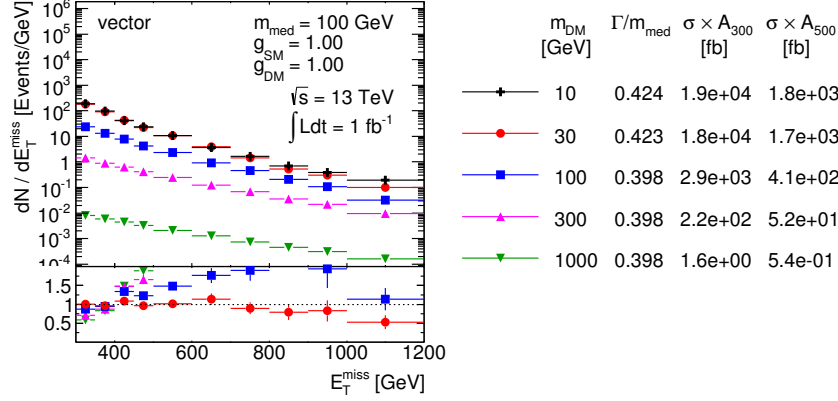 vector
m_med = 100 GeV
g_SM = 1.00
g_DM = 1.00
√s = 13 TeV
∫Ldt = 1 fb⁻¹
dN / dE_T^miss [Events/GeV]
10⁶
10⁵
10⁴
10³
10²
10
1
10⁻¹
10⁻²
10⁻³
10⁻⁴
1.5
1
0.5
400 600 800 1000 1200
E_T^miss [GeV]
m_DM Γ/m_med σ × A_300 σ × A_500
[GeV] [fb] [fb]
10 0.424 1.9e+04 1.8e+03
30 0.423 1.8e+04 1.7e+03
100 0.398 2.9e+03 4.1e+02
300 0.398 2.2e+02 5.2e+01
1000 0.398 1.6e+00 5.4e-01